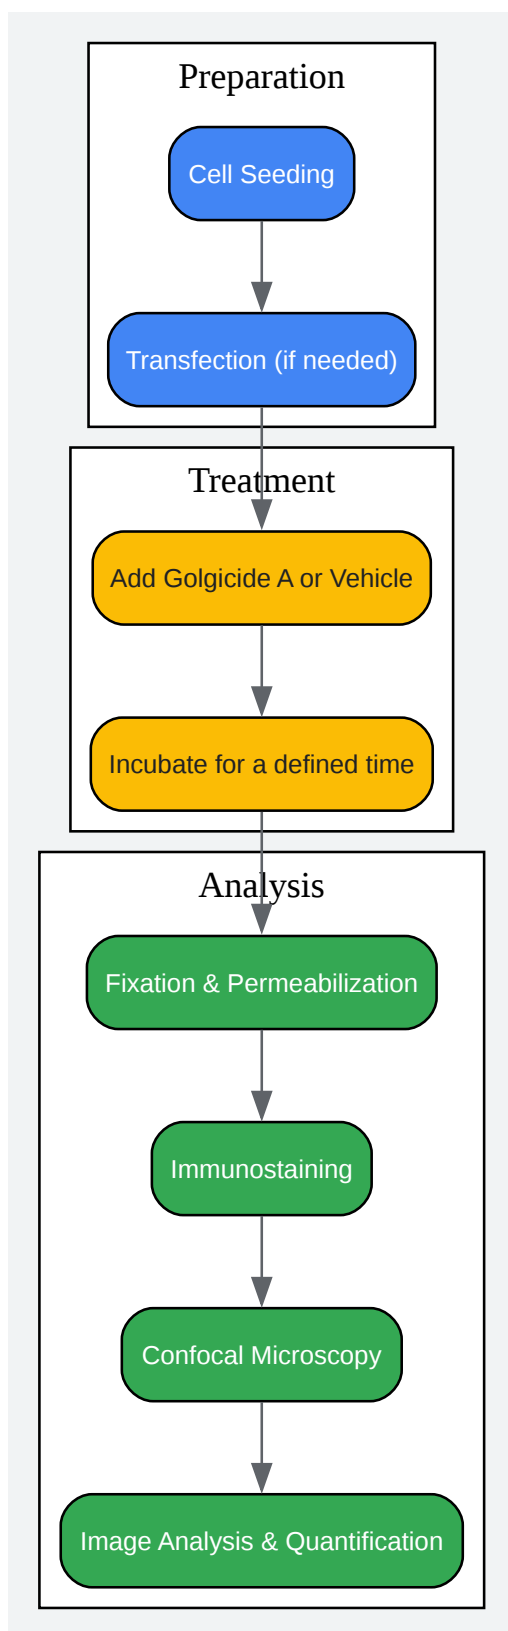 Preparation
Cell Seeding
Transfection (if needed)
Treatment
Add Golgicide A or Vehicle
Incubate for a defined time
Analysis
Fixation & Permeabilization
Immunostaining
Confocal Microscopy
Image Analysis & Quantification